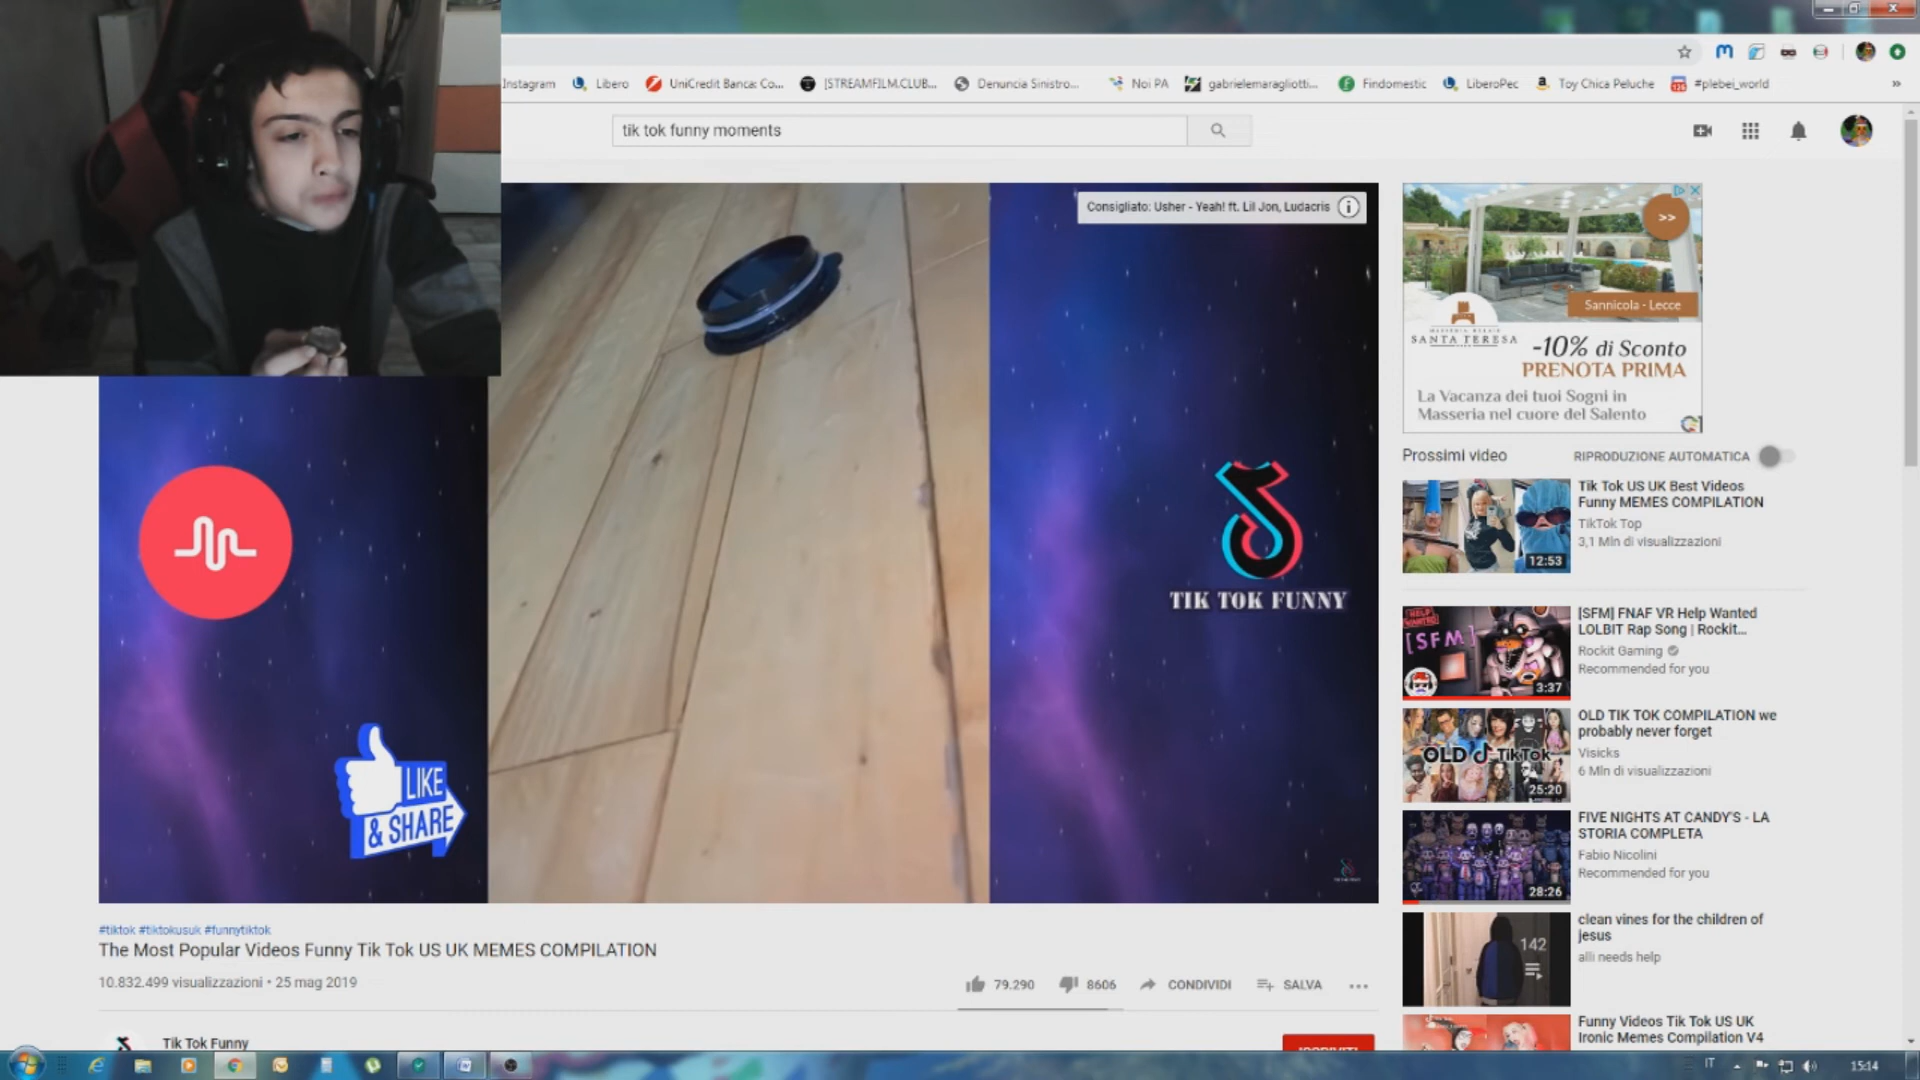 Instagram
Libero
UniCredit Banca: Co...
[STREAMFILM.CLUB...
Denuncia Sinistro...
Noi PA
gabrielemaragliotti...
Findomestic
LiberoPec
Toy Chica Peluche
#plebei_world
»
tik tok funny moments
Consigliato: Usher - Yeah! ft. Lil Jon, Ludacris
TIK TOK FUNNY
LIKE
& SHARE
>>
Sannicola - Lecce
SANTA TERESA
-10% di Sconto
PRENOTA PRIMA
La Vacanza dei tuoi Sogni in
Masseria nel cuore del Salento
Prossimi video
RIPRODUZIONE AUTOMATICA
Tik Tok US UK Best Videos
Funny MEMES COMPILATION
TikTok Top
3,1 Mln di visualizzazioni
12:53
HELP WANTED
[SFM]
3:37
[SFM] FNAF VR Help Wanted
LOLBIT Rap Song | Rockit...
Rockit Gaming
Recommended for you
OLD TikTok
25:20
OLD TIK TOK COMPILATION we
probably never forget
Visicks
6 Mln di visualizzazioni
28:26
FIVE NIGHTS AT CANDY'S - LA
STORIA COMPLETA
Fabio Nicolini
Recommended for you
142
clean vines for the children of
jesus
alli needs help
Funny Videos Tik Tok US UK
Ironic Memes Compilation V4
#tiktok #tiktokusuk #funnytiktok
The Most Popular Videos Funny Tik Tok US UK MEMES COMPILATION
10.832.499 visualizzazioni • 25 mag 2019
79.290
8606
CONDIVIDI
SALVA
Tik Tok Funny
ISCRIVITI
IT
15:14